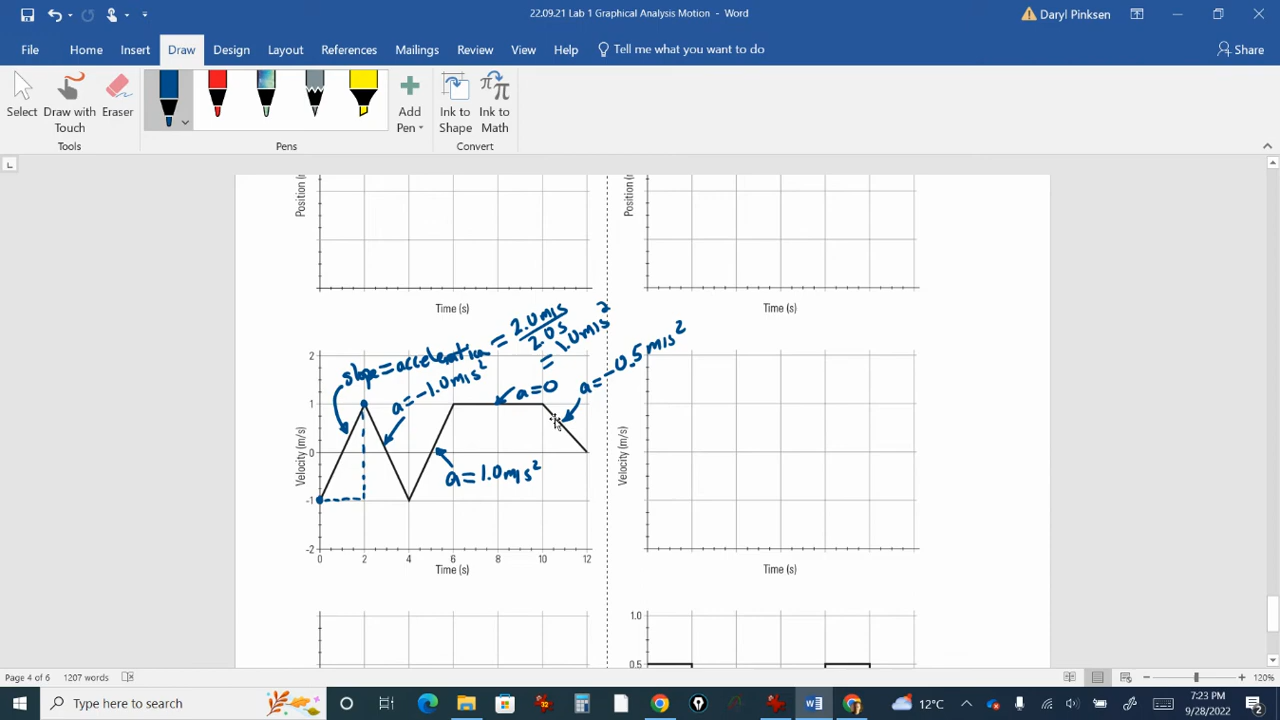 22.09.21 Lab 1 Graphical Analysis Motion - Word
Daryl Pinksen
File Home Insert Draw Design Layout References Mailings Review View Help Tell me what you want to do Share
Select Draw with Touch Eraser Add Pen Ink to Shape Ink to Math
Tools Pens Convert
L
Position (
Position (
Time (s) Time (s)
slope = acceleration = 2.0 m/s / 2.0 s = 1.0 m/s²
a = -1.0 m/s²
a = 0
a = -0.5 m/s²
a = 1.0 m/s²
Velocity (m/s)
2
1
0
-1
-2
0 2 4 6 8 10 12
Time (s)
Velocity (m/s)
Time (s)
1.0
0.5
Page 4 of 6 1207 words 120%
Type here to search
12°C
7:23 PM
9/28/2022
2